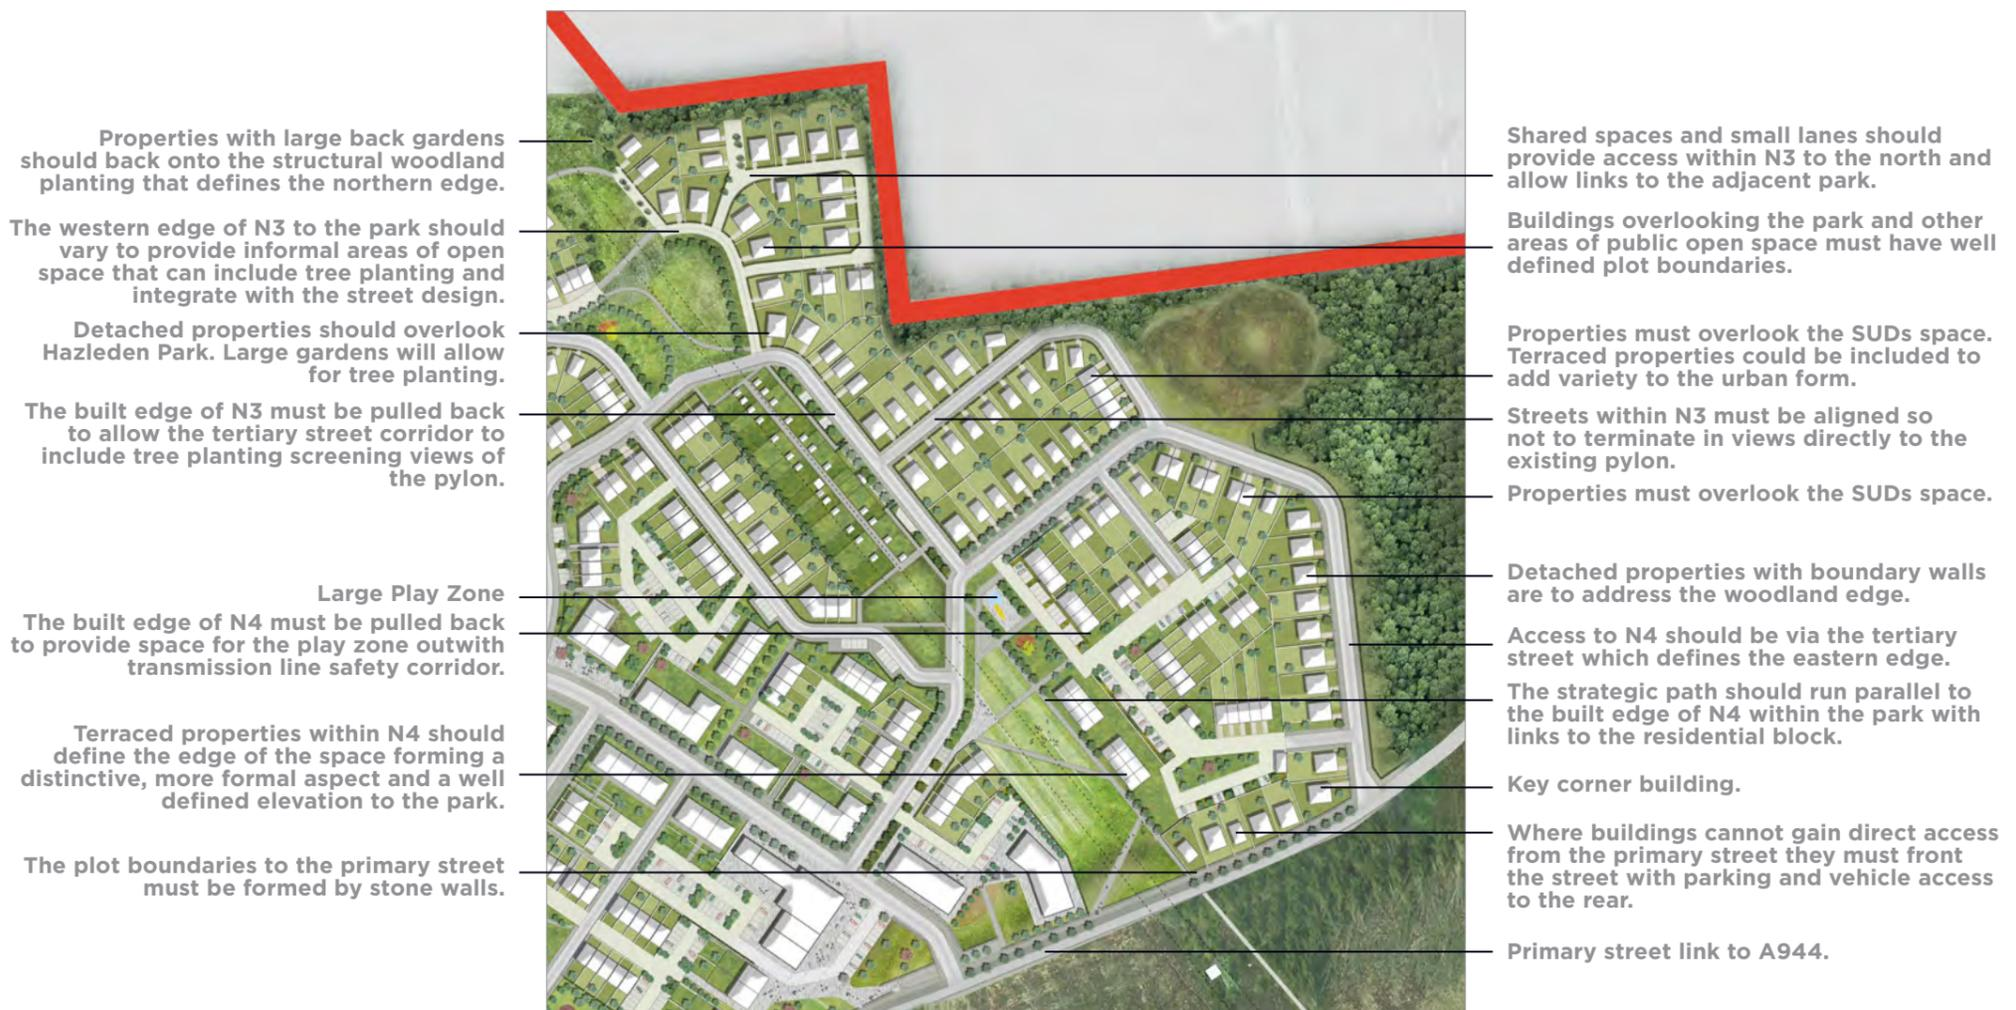 Properties with large back gardens
should back onto the structural woodland
planting that defines the northern edge.
The western edge of N3 to the park should
vary to provide informal areas of open
space that can include tree planting and
integrate with the street design.
Detached properties should overlook
Hazleden Park. Large gardens will allow
for tree planting.
The built edge of N3 must be pulled back
to allow the tertiary street corridor to
include tree planting screening views of
the pylon.
Large Play Zone
The built edge of N4 must be pulled back
to provide space for the play zone outwith
transmission line safety corridor.
Terraced properties within N4 should
define the edge of the space forming a
distinctive, more formal aspect and a well
defined elevation to the park.
The plot boundaries to the primary street
must be formed by stone walls.
Shared spaces and small lanes should
provide access within N3 to the north and
allow links to the adjacent park.
Buildings overlooking the park and other
areas of public open space must have well
defined plot boundaries.
Properties must overlook the SUDs space.
Terraced properties could be included to
add variety to the urban form.
Streets within N3 must be aligned so
not to terminate in views directly to the
existing pylon.
Properties must overlook the SUDs space.
Detached properties with boundary walls
are to address the woodland edge.
Access to N4 should be via the tertiary
street which defines the eastern edge.
The strategic path should run parallel to
the built edge of N4 within the park with
links to the residential block.
Key corner building.
Where buildings cannot gain direct access
from the primary street they must front
the street with parking and vehicle access
to the rear.
Primary street link to A944.